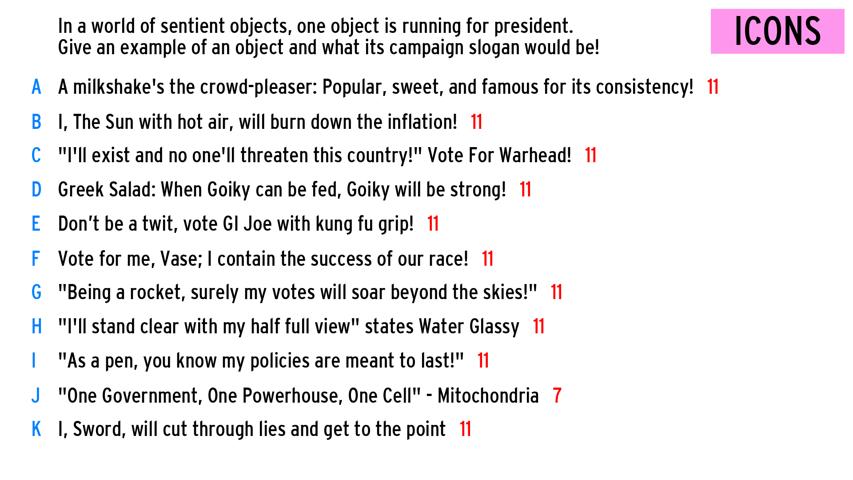 In a world of sentient objects, one object is running for president.
Give an example of an object and what its campaign slogan would be!
ICONS
A A milkshake's the crowd-pleaser: Popular, sweet, and famous for its consistency! 11
B I, The Sun with hot air, will burn down the inflation! 11
C "I'll exist and no one'll threaten this country!" Vote For Warhead! 11
D Greek Salad: When Goiky can be fed, Goiky will be strong! 11
E Don’t be a twit, vote GI Joe with kung fu grip! 11
F Vote for me, Vase; I contain the success of our race! 11
G "Being a rocket, surely my votes will soar beyond the skies!" 11
H "I'll stand clear with my half full view" states Water Glassy 11
I "As a pen, you know my policies are meant to last!" 11
J "One Government, One Powerhouse, One Cell" - Mitochondria 7
K I, Sword, will cut through lies and get to the point 11